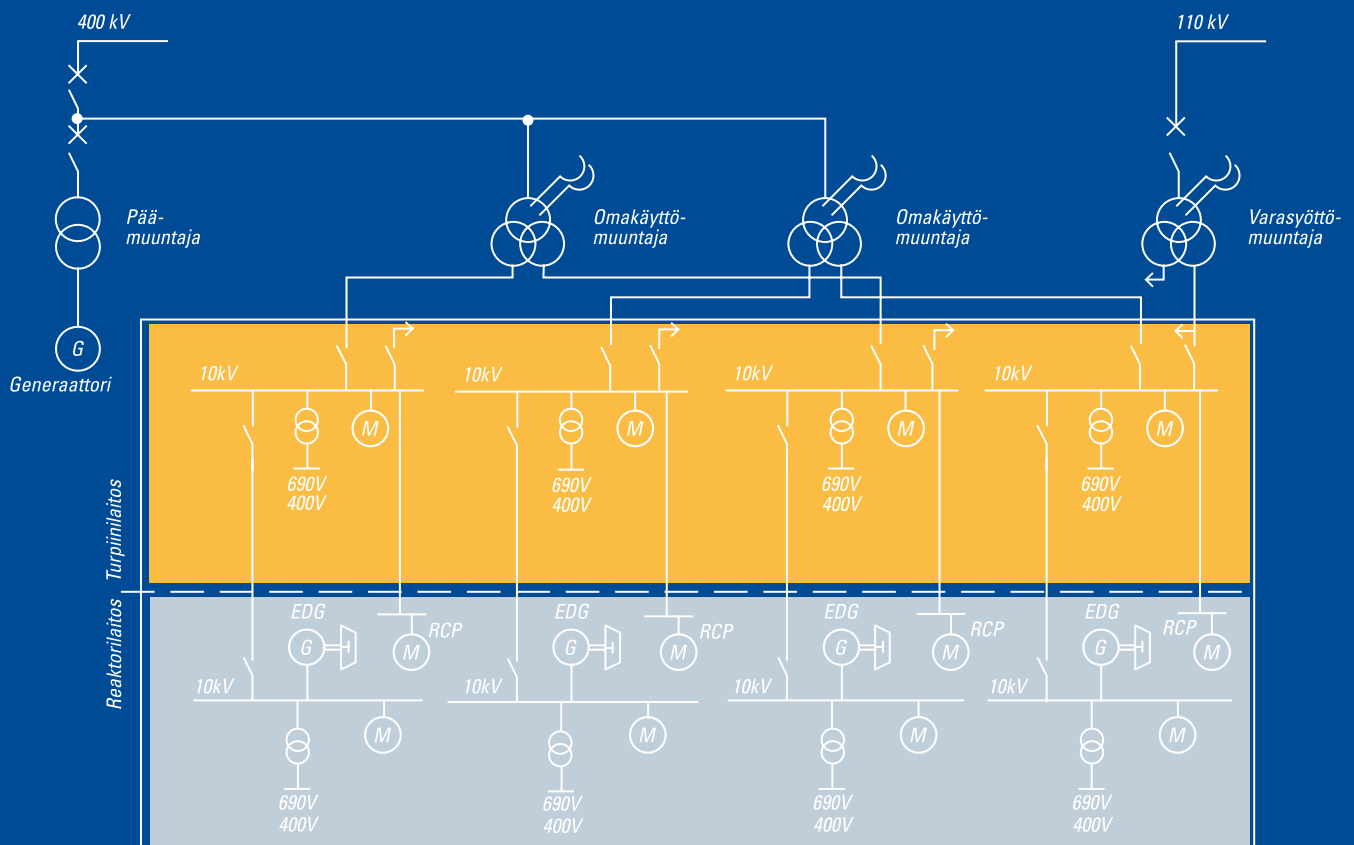 400 kV
110 kV
Pää-
muuntaja
Omakäyttö-
muuntaja
Omakäyttö-
muuntaja
Varasyöttö-
muuntaja
G
Generaattori
10kV
10kV
10kV
10kV
M
M
M
M
690V
400V
690V
400V
690V
400V
690V
400V
Turpiinilaitos
Reaktorilaitos
EDG
EDG
EDG
EDG
G
M
RCP
G
M
RCP
G
M
RCP
G
RCP
M
10kV
10kV
10kV
10kV
M
M
M
M
690V
400V
690V
400V
690V
400V
690V
400V